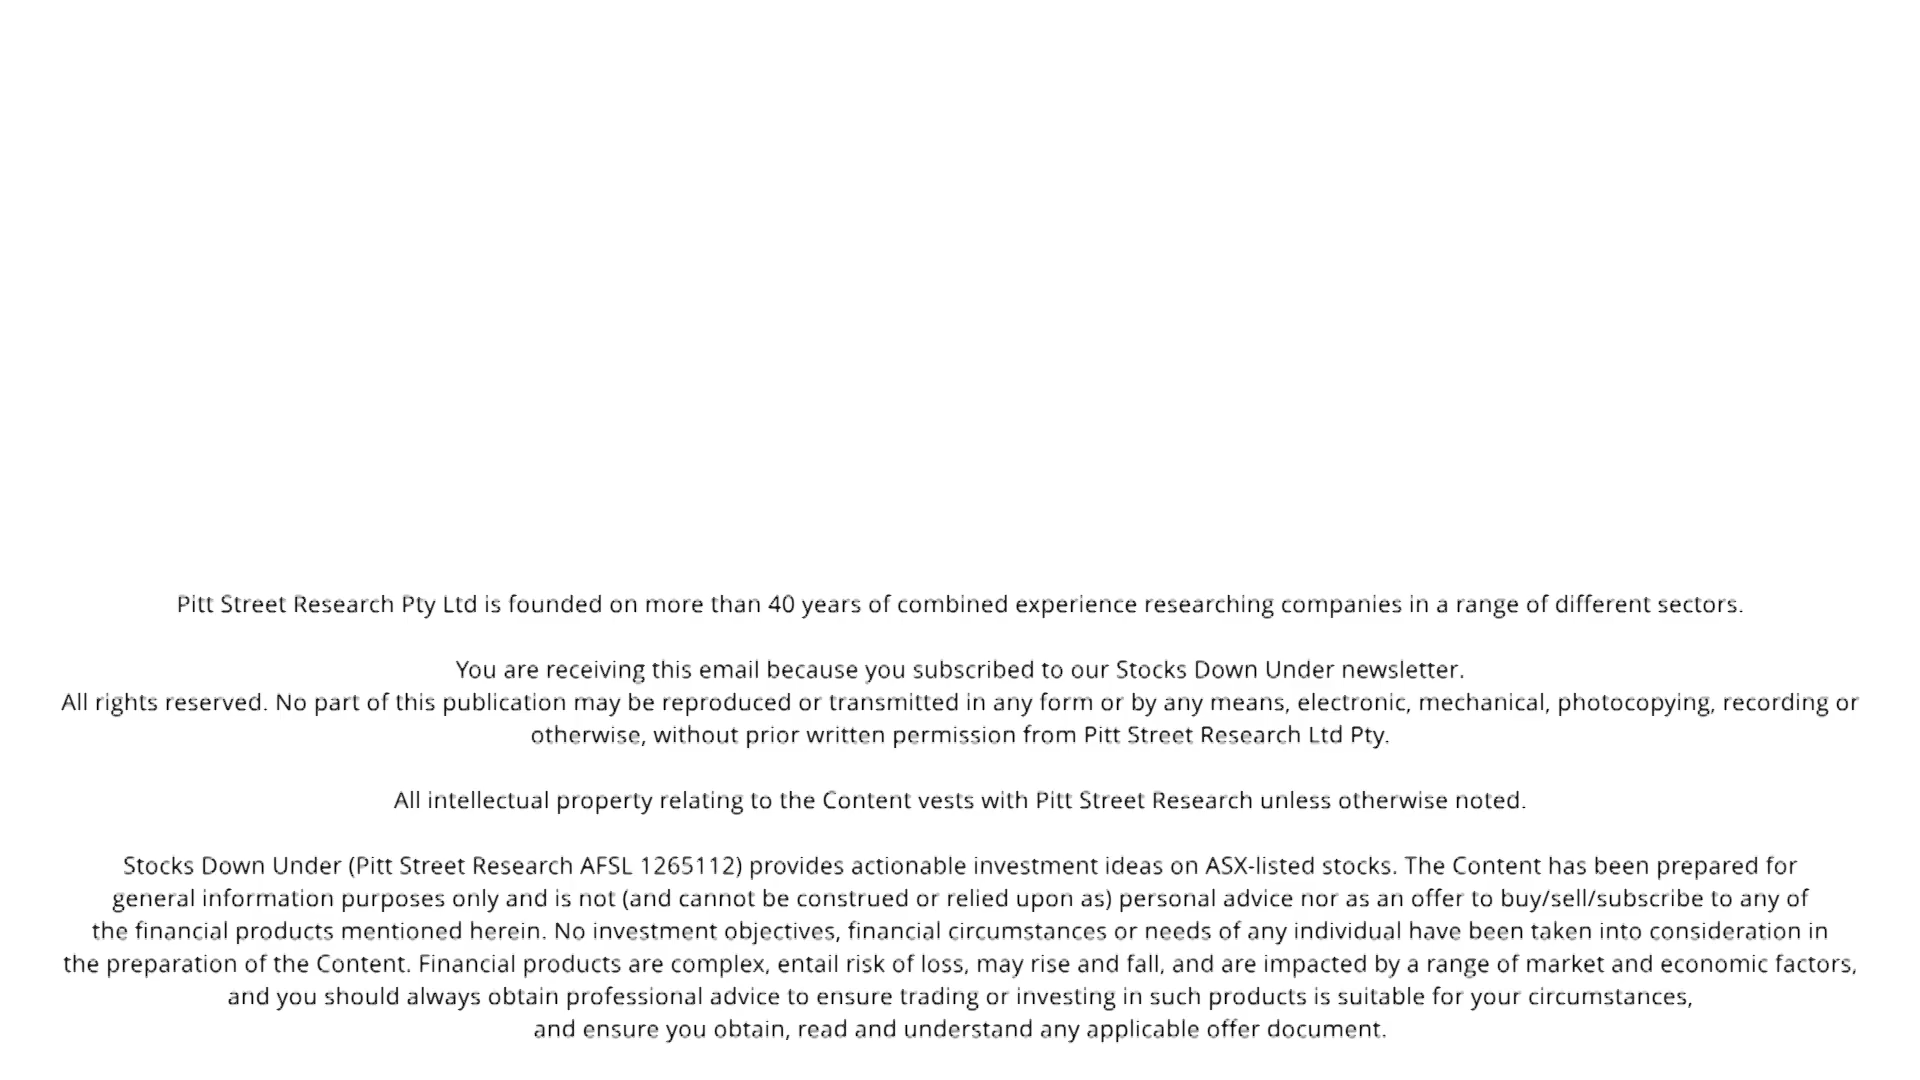 Pitt Street Research Pty Ltd is founded on more than 40 years of combined experience researching companies in a range of different sectors.
You are receiving this email because you subscribed to our Stocks Down Under newsletter.
All rights reserved. No part of this publication may be reproduced or transmitted in any form or by any means, electronic, mechanical, photocopying, recording or
otherwise, without prior written permission from Pitt Street Research Ltd Pty.
All intellectual property relating to the Content vests with Pitt Street Research unless otherwise noted.
Stocks Down Under (Pitt Street Research AFSL 1265112) provides actionable investment ideas on ASX-listed stocks. The Content has been prepared for
general information purposes only and is not (and cannot be construed or relied upon as) personal advice nor as an offer to buy/sell/subscribe to any of
the financial products mentioned herein. No investment objectives, financial circumstances or needs of any individual have been taken into consideration in
the preparation of the Content. Financial products are complex, entail risk of loss, may rise and fall, and are impacted by a range of market and economic factors,
and you should always obtain professional advice to ensure trading or investing in such products is suitable for your circumstances,
and ensure you obtain, read and understand any applicable offer document.